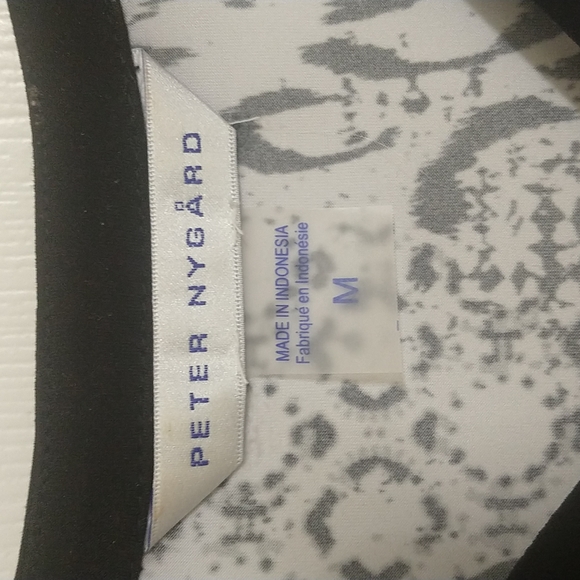 PETER NYGÅRD
MADE IN INDONESIA
Fabriqué en Indonésie
M